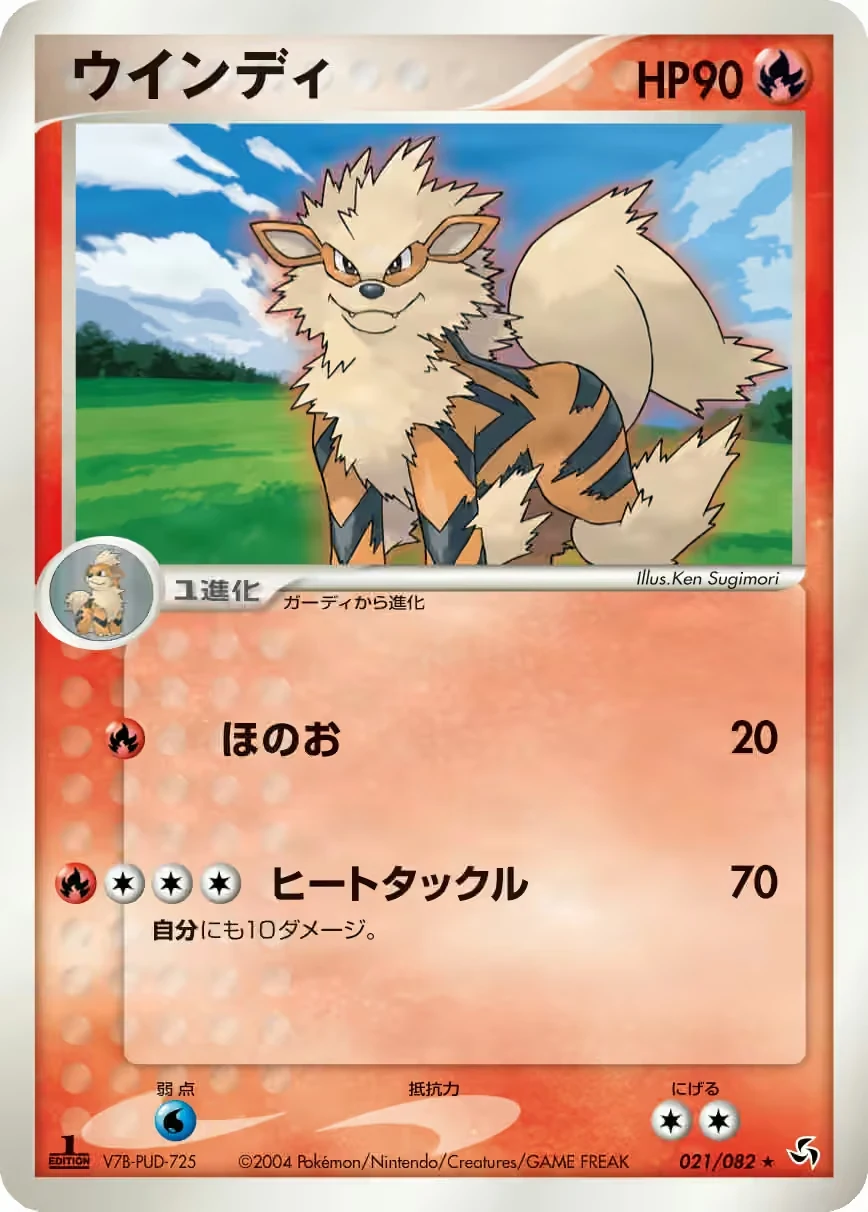 ウインディ HP90
Illus.Ken Sugimori
1進化 ガーディから進化
ほのお 20
ヒートタックル 70
自分にも10ダメージ。
弱点 抵抗力 にげる
1 EDITION V7B-PUD-725 ©2004 Pokémon/Nintendo/Creatures/GAME FREAK 021/082 ★